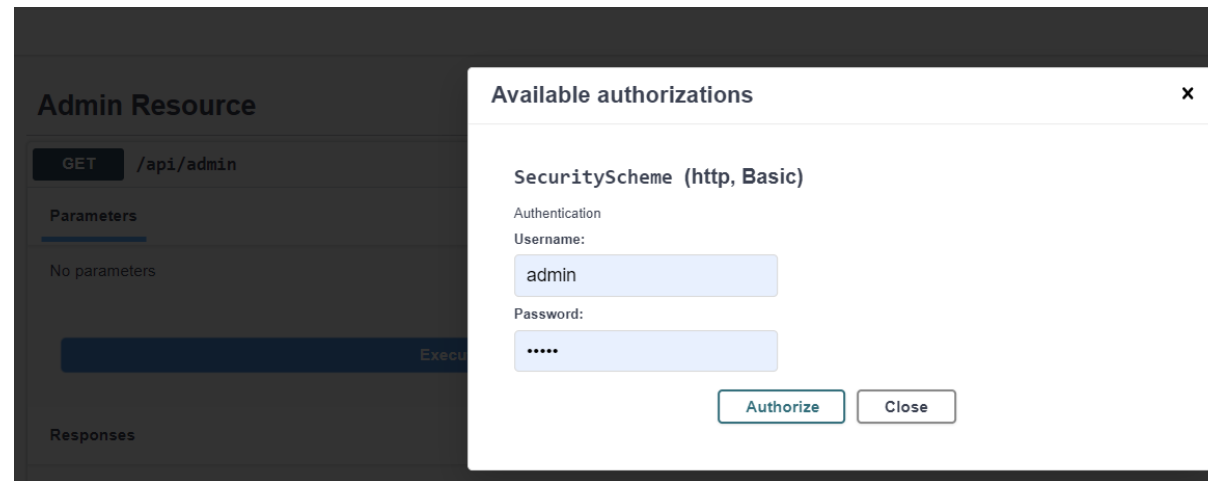 Admin Resource
GET /api/admin
Parameters
No parameters
Execu
Responses
Available authorizations x
SecurityScheme (http, Basic)
Authentication
Username:
admin
Password:
•••••
Authorize Close